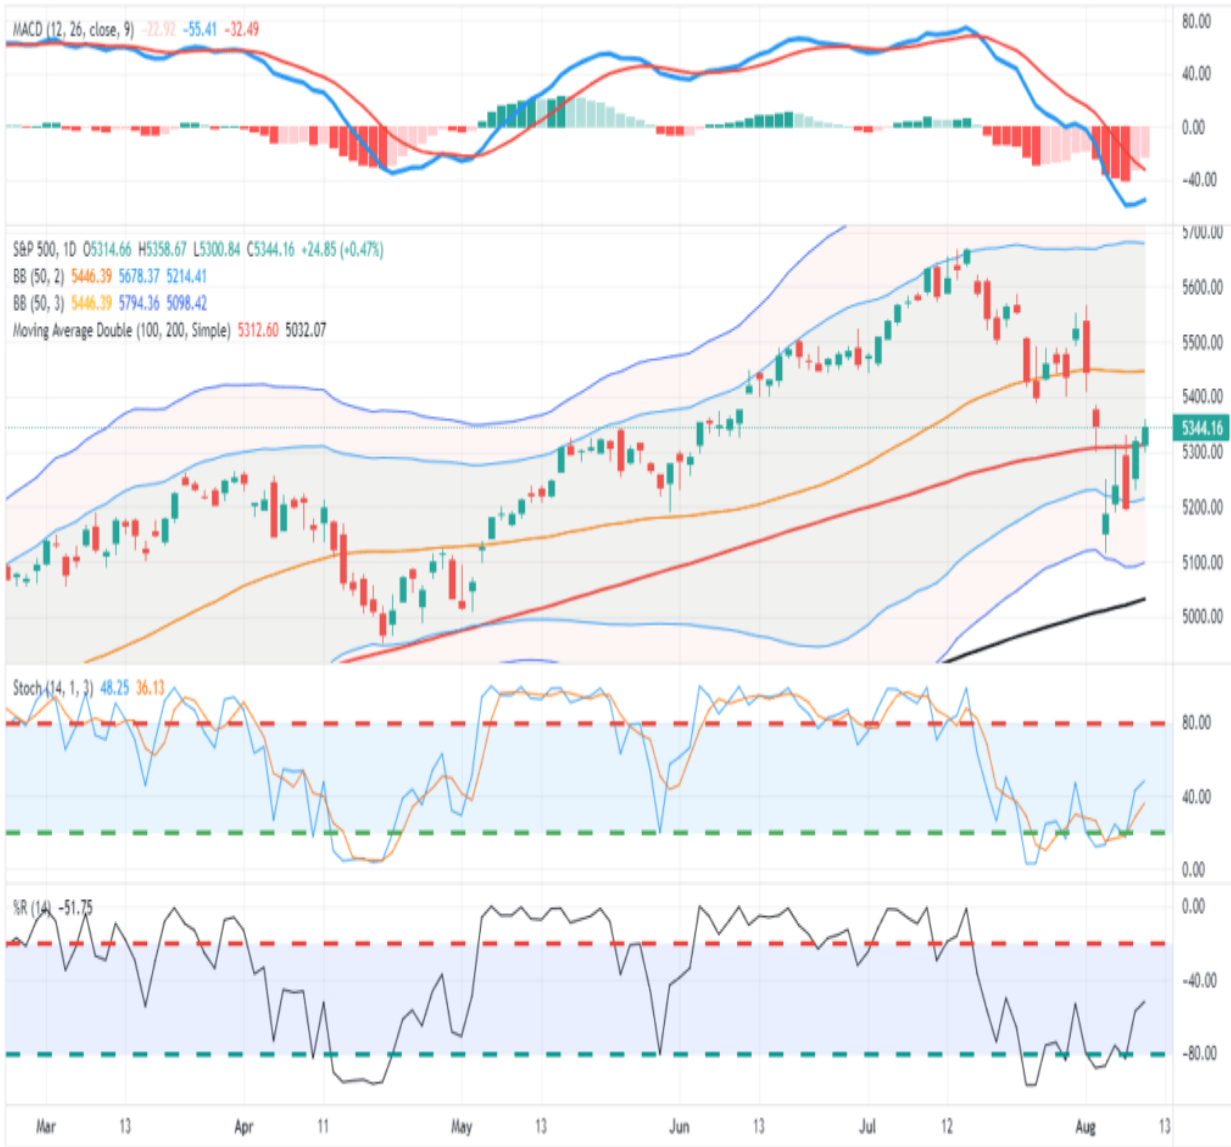 MACD (12, 26, close, 9) −22.92 −55.41 −32.49
80.00
40.00
0.00
−40.00
S&P 500, 1D O5314.66 H5358.67 L5300.84 C5344.16 +24.85 (+0.47%)
BB (50, 2) 5446.39 5678.37 5214.41
BB (50, 3) 5446.39 5794.36 5098.42
Moving Average Double (100, 200, Simple) 5312.60 5032.07
5700.00
5600.00
5500.00
5400.00
5344.16
5300.00
5200.00
5100.00
5000.00
Stoch (14, 1, 3) 48.25 36.13
80.00
40.00
0.00
%R (14) −51.75
0.00
−40.00
−80.00
Mar 13 Apr 11 May 13 Jun 13 Jul 12 Aug 13